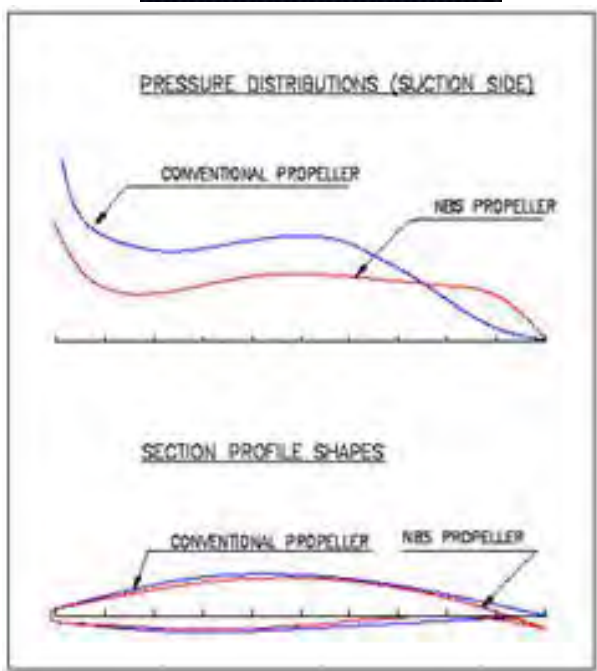 PRESSURE DISTRIBUTIONS (SUCTION SIDE)
CONVENTIONAL PROPELLER
NBS PROPELLER
SECTION PROFILE SHAPES
CONVENTIONAL PROPELLER
NBS PROPELLER